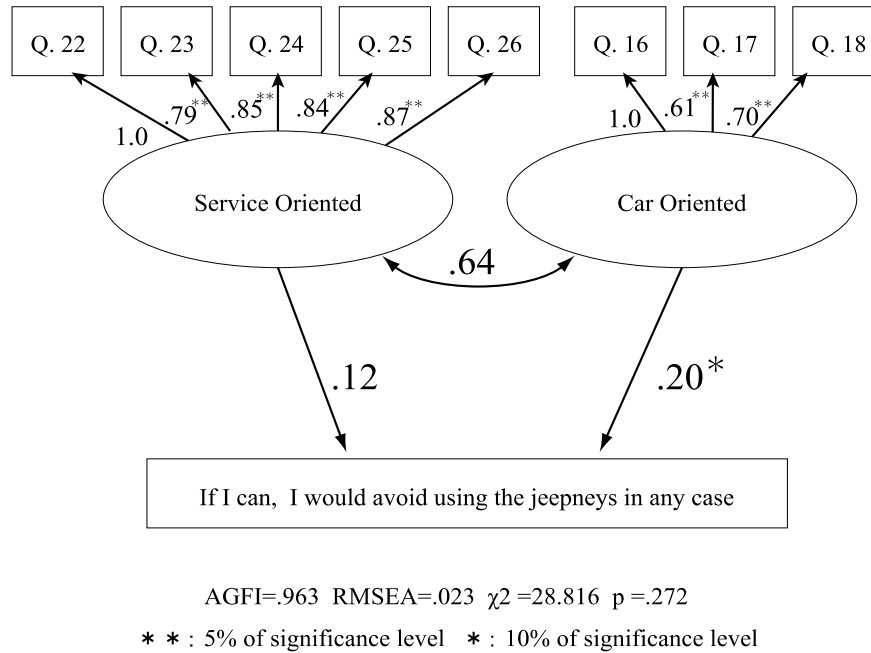 Q. 22 Q. 23 Q. 24 Q. 25 Q. 26 Q. 16 Q. 17 Q. 18
1.0 .79** .85** .84** .87** 1.0 .61** .70**
Service Oriented Car Oriented
.64
.12 .20*
If I can, I would avoid using the jeepneys in any case
AGFI=.963 RMSEA=.023 χ2 =28.816 p =.272
* * : 5% of significance level * : 10% of significance level